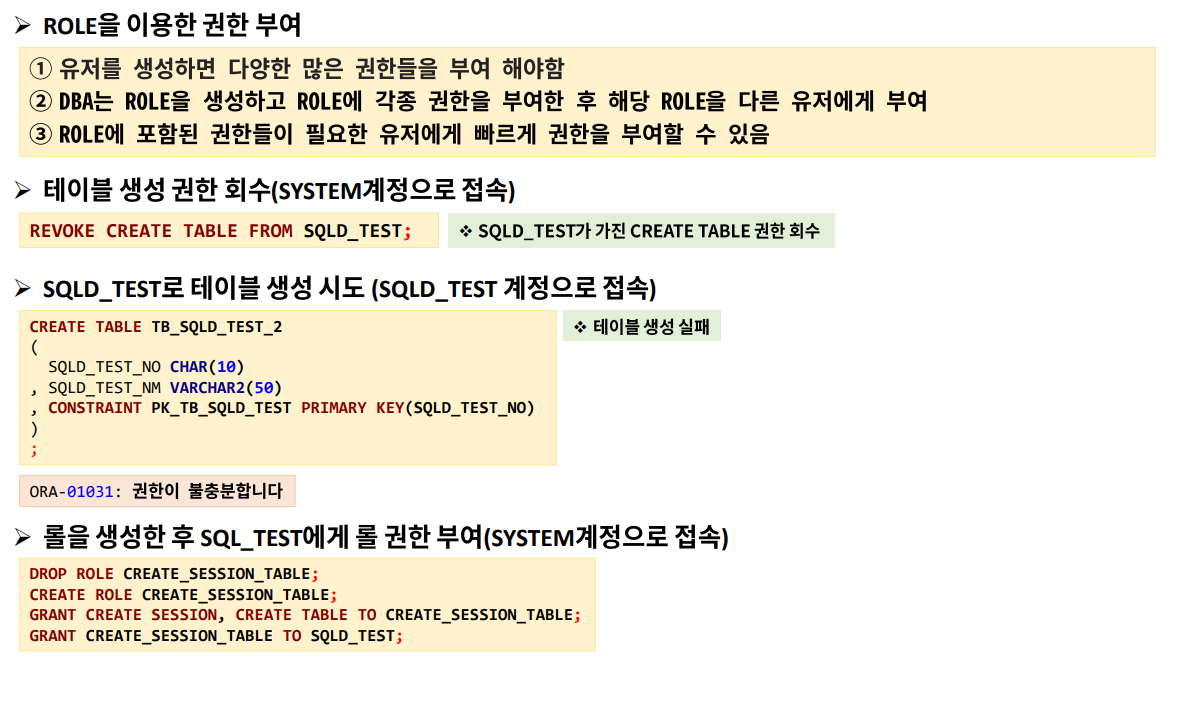 ➢ ROLE을 이용한 권한 부여
① 유저를 생성하면 다양한 많은 권한들을 부여 해야함
② DBA는 ROLE을 생성하고 ROLE에 각종 권한을 부여한 후 해당 ROLE을 다른 유저에게 부여
③ ROLE에 포함된 권한들이 필요한 유저에게 빠르게 권한을 부여할 수 있음
➢ 테이블 생성 권한 회수(SYSTEM계정으로 접속)
REVOKE CREATE TABLE FROM SQLD_TEST;
❖ SQLD_TEST가 가진 CREATE TABLE 권한 회수
➢ SQLD_TEST로 테이블 생성 시도 (SQLD_TEST 계정으로 접속)
CREATE TABLE TB_SQLD_TEST_2
❖ 테이블 생성 실패
(
SQLD_TEST_NO CHAR(10)
, SQLD_TEST_NM VARCHAR2(50)
, CONSTRAINT PK_TB_SQLD_TEST PRIMARY KEY(SQLD_TEST_NO)
)
;
ORA-01031: 권한이 불충분합니다
➢ 롤을 생성한 후 SQL_TEST에게 롤 권한 부여(SYSTEM계정으로 접속)
DROP ROLE CREATE_SESSION_TABLE;
CREATE ROLE CREATE_SESSION_TABLE;
GRANT CREATE SESSION, CREATE TABLE TO CREATE_SESSION_TABLE;
GRANT CREATE_SESSION_TABLE TO SQLD_TEST;